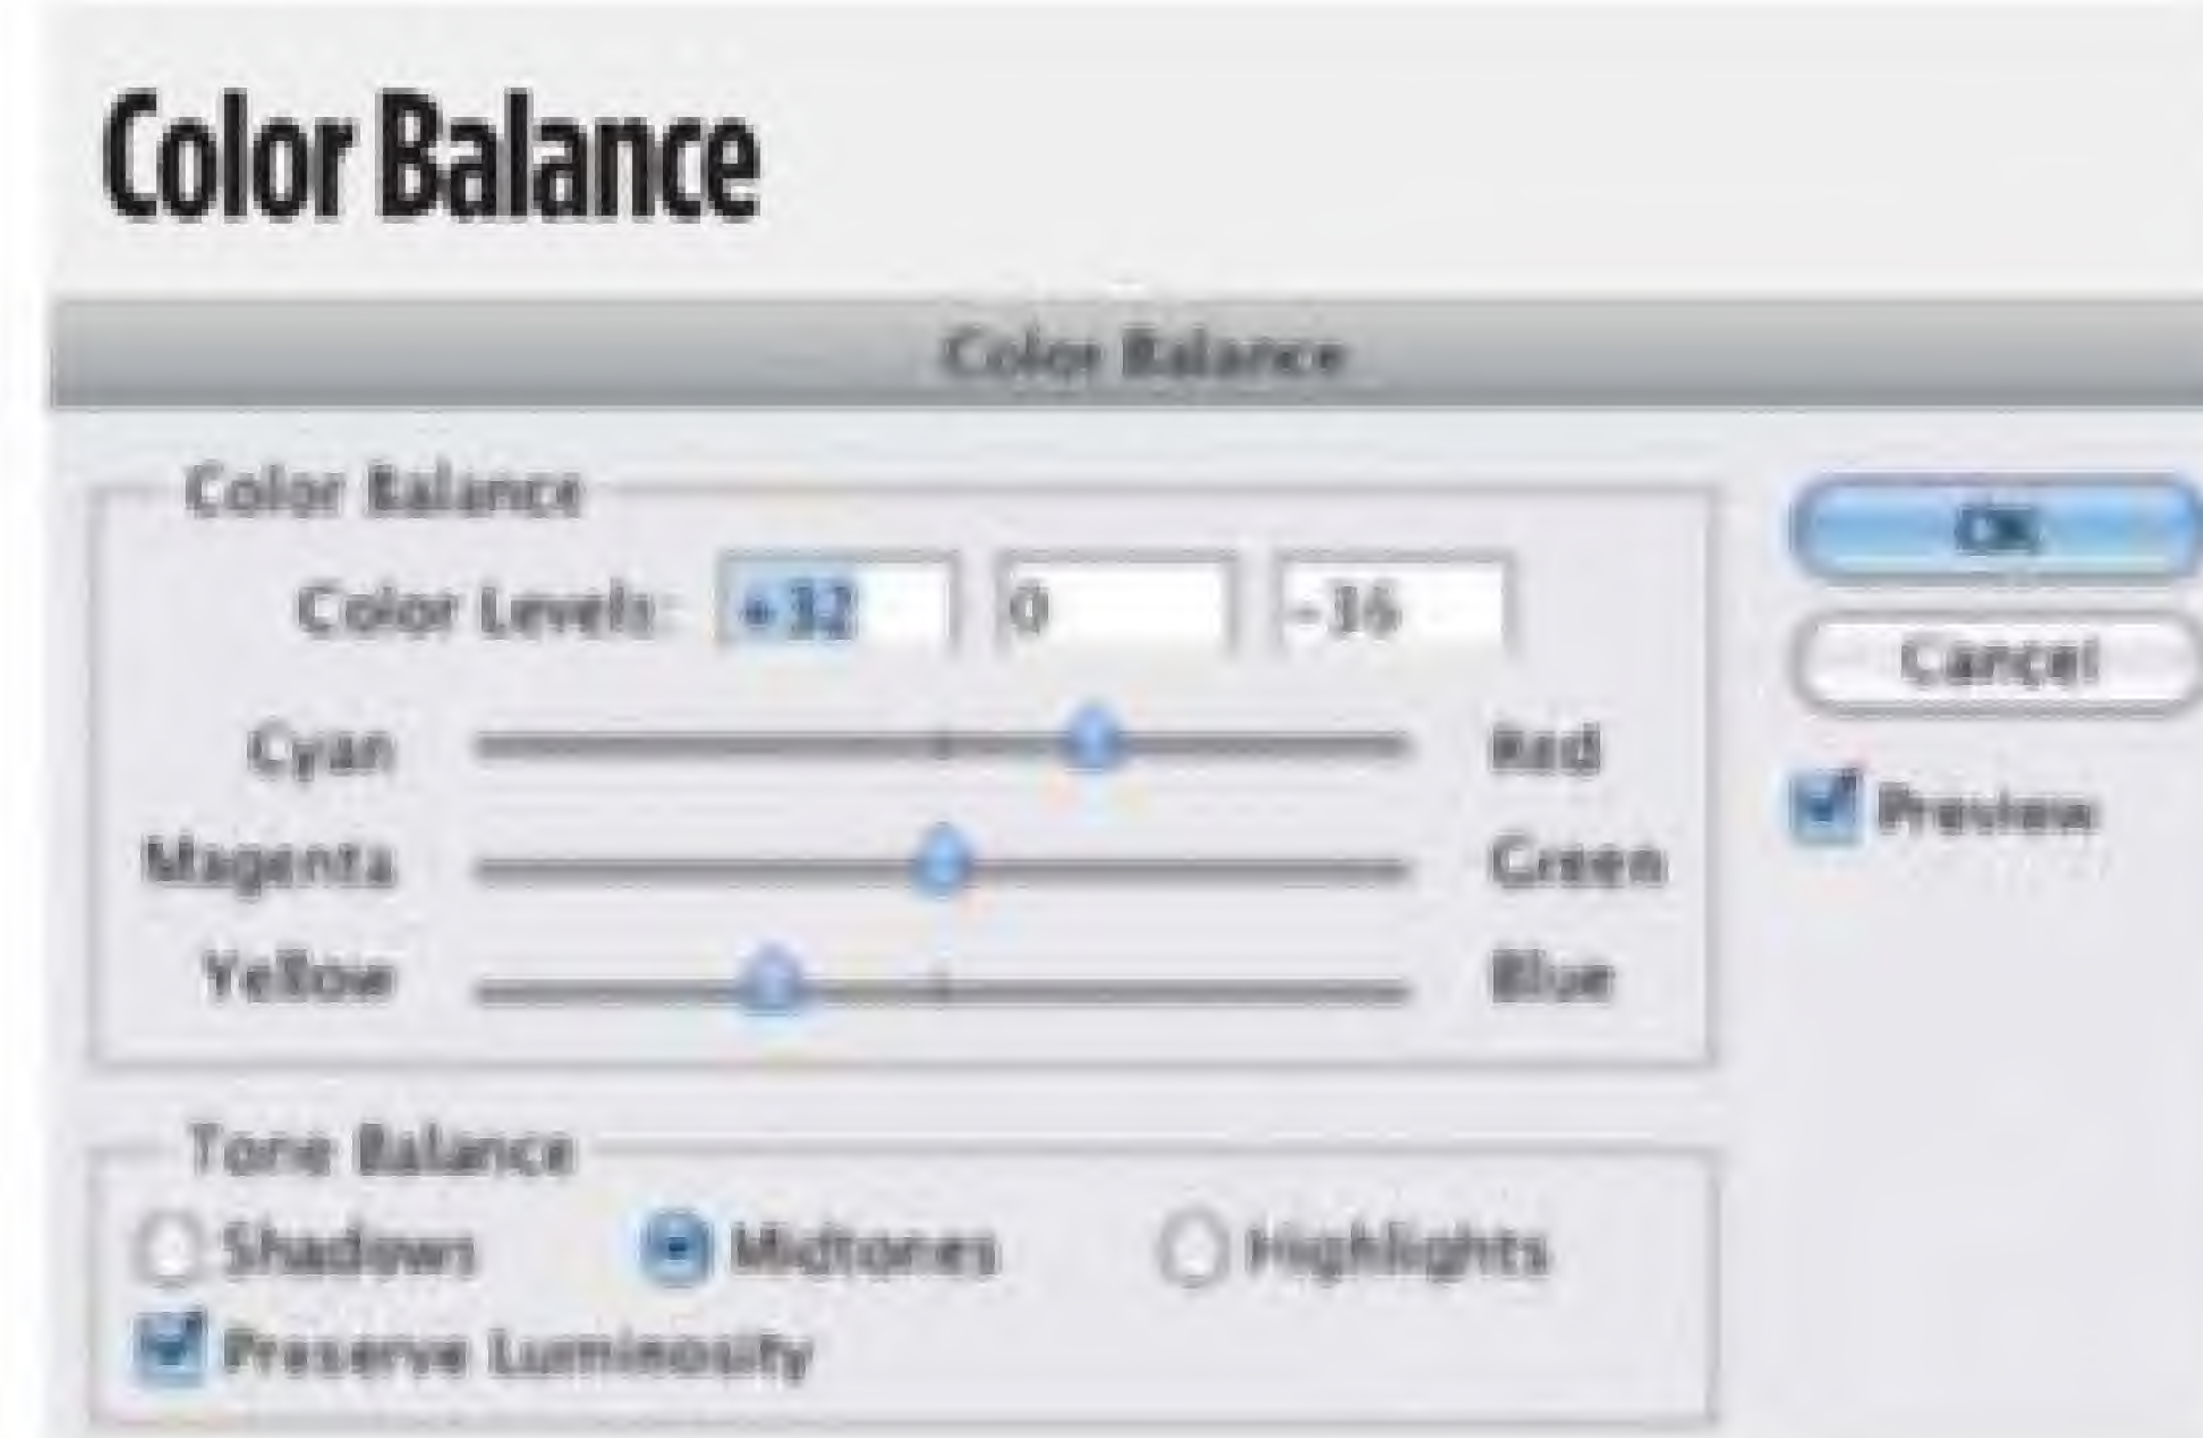 Color Balance
Color Balance
Color Balance
OK
Color Levels: +32 0 -36
Cancel
Cyan Red
Preview
Magenta Green
Yellow Blue
Tone Balance
Shadows Midtones Highlights
Preserve Luminosity